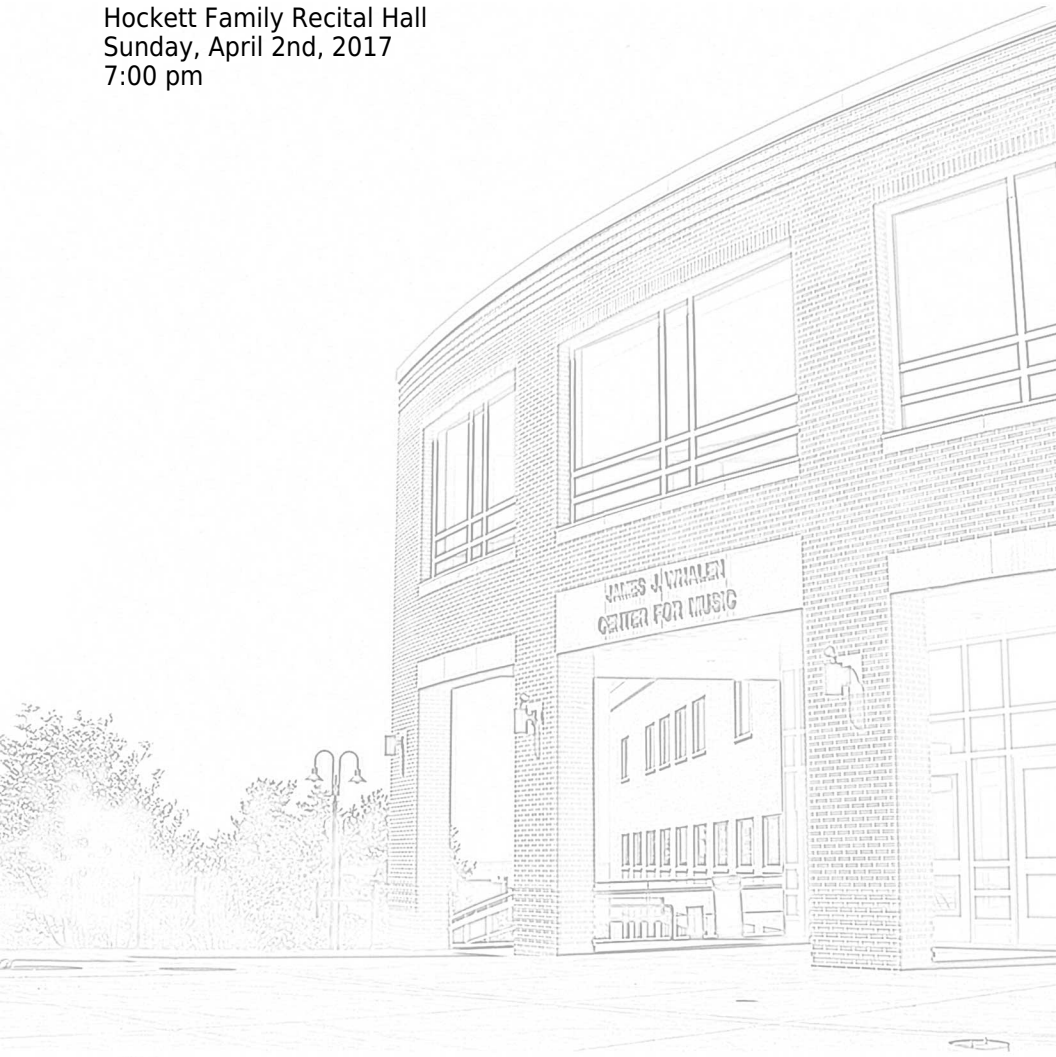 Hockett Family Recital Hall
Sunday, April 2nd, 2017
7:00 pm
JAMES J. WHALEN
CENTER FOR MUSIC